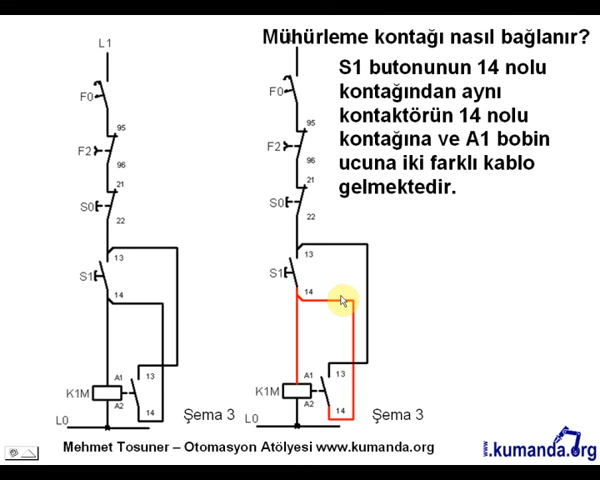 Mühürleme kontağı nasıl bağlanır?
S1 butonunun 14 nolu
kontağından aynı
kontaktörün 14 nolu
kontağına ve A1 bobin
ucuna iki farklı kablo
gelmektedir.
L1
F0
95
F2
96
21
S0
22
13
S1
14
A1
13
K1M
A2
14
L0
Şema 3
F0
95
F2
96
21
S0
22
13
S1
14
A1
13
K1M
A2
14
L0
Şema 3
Mehmet Tosuner – Otomasyon Atölyesi www.kumanda.org
www.kumanda.org